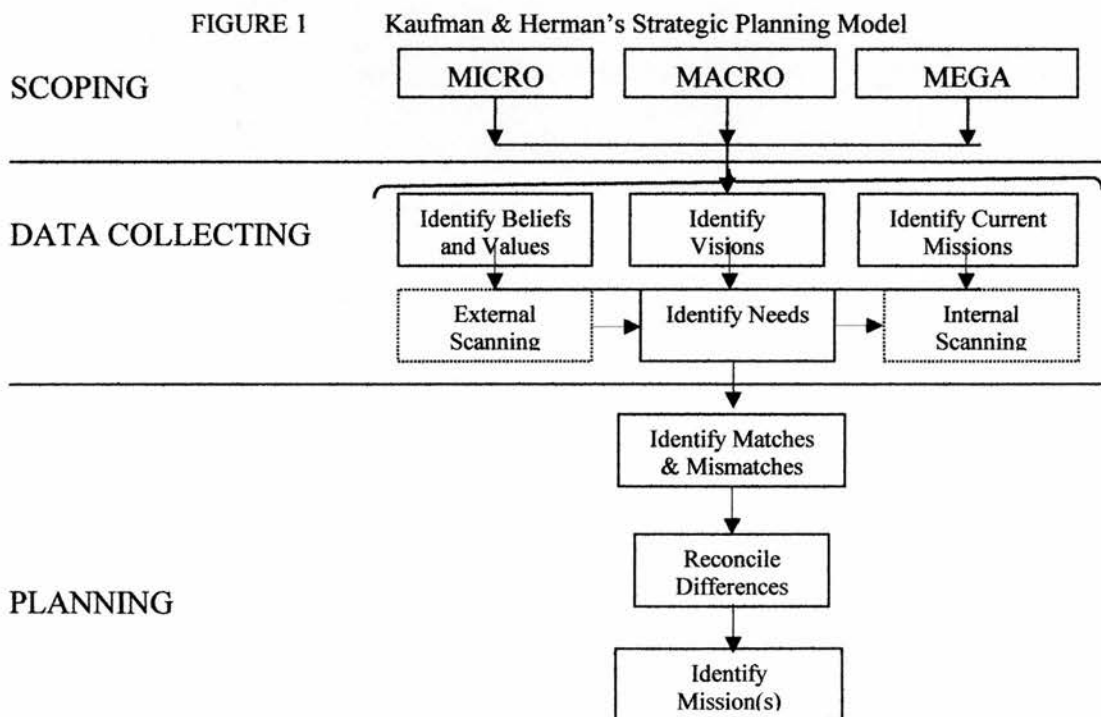 FIGURE 1 Kaufman & Herman's Strategic Planning Model
SCOPING
MICRO
MACRO
MEGA
DATA COLLECTING
Identify Beliefs
and Values
Identify
Visions
Identify Current
Missions
External
Scanning
Identify Needs
Internal
Scanning
Identify Matches
& Mismatches
Reconcile
Differences
PLANNING
Identify
Mission(s)